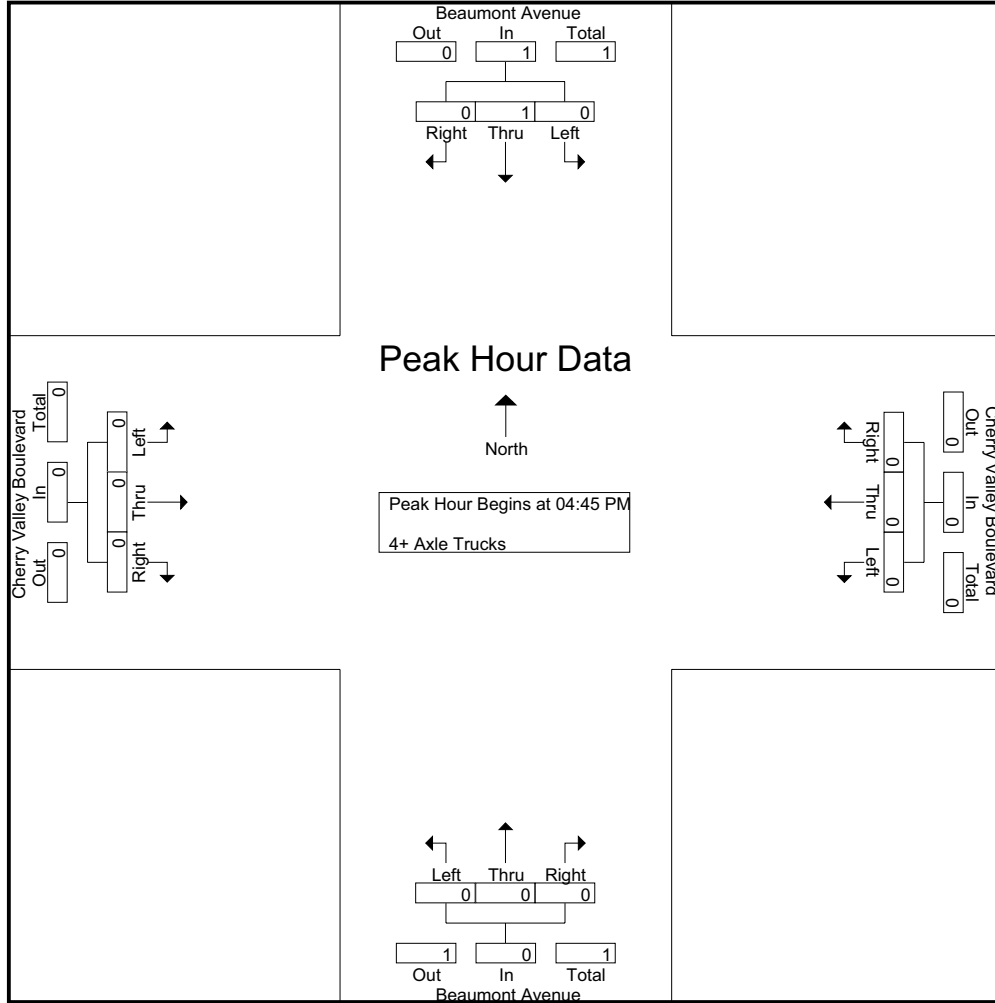 Beaumont Avenue
Out In Total
0 1 1
0 1 0
Right Thru Left
Peak Hour Data
North
Peak Hour Begins at 04:45 PM
4+ Axle Trucks
Cherry Valley Boulevard
Total In Out
0 0 0
0 0 0
Left Thru Right
Cherry Valley Boulevard
Out In Total
0 0 0
0 0 0
Right Thru Left
Left Thru Right
0 0 0
1 0 1
Out In Total
Beaumont Avenue